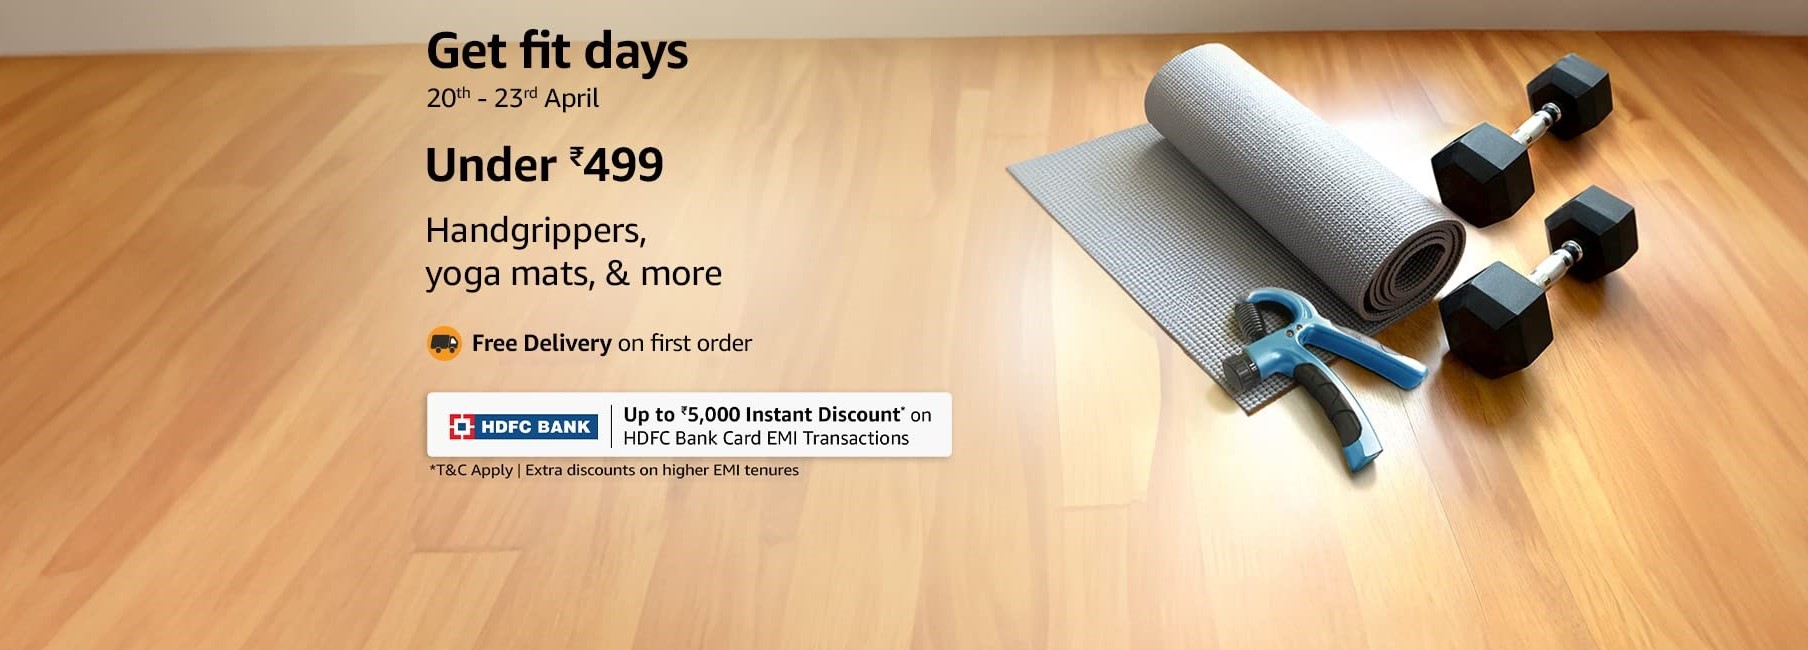 Get fit days
20th - 23rd April
Under ₹499
Handgrippers,
yoga mats, & more
Free Delivery on first order
HDFC BANK
Up to ₹5,000 Instant Discount* on
HDFC Bank Card EMI Transactions
*T&C Apply | Extra discounts on higher EMI tenures